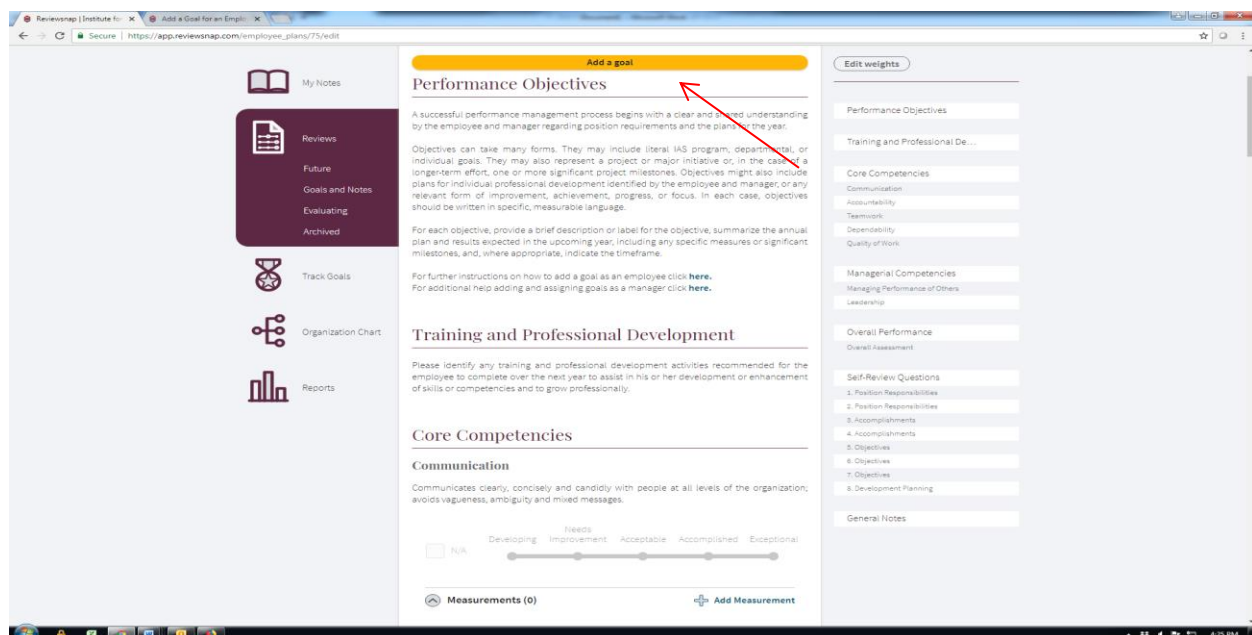 Reviewsnap | Institute for
Add a Goal for an Emplo
Secure | https://app.reviewsnap.com/employee_plans/75/edit
My Notes
Reviews
Future
Goals and Notes
Evaluating
Archived
Track Goals
Organization Chart
Reports
Add a goal
Performance Objectives
A successful performance management process begins with a clear and shared understanding
by the employee and manager regarding position requirements and the plans for the year.
Objectives can take many forms. They may include literal IAS program, departmental, or
individual goals. They may also represent a project or major initiative or, in the case of a
longer-term effort, one or more significant project milestones. Objectives might also include
plans for individual professional development identified by the employee and manager, or any
relevant form of improvement, achievement, progress, or focus. In each case, objectives
should be written in specific, measurable language.
For each objective, provide a brief description or label for the objective, summarize the annual
plan and results expected in the upcoming year, including any specific measures or significant
milestones, and, where appropriate, indicate the timeframe.
For further instructions on how to add a goal as an employee click here.
For additional help adding and assigning goals as a manager click here.
Training and Professional Development
Please identify any training and professional development activities recommended for the
employee to complete over the next year to assist in his or her development or enhancement
of skills or competencies and to grow professionally.
Core Competencies
Communication
Communicates clearly, concisely and candidly with people at all levels of the organization;
avoids vagueness, ambiguity and mixed messages.
N/A
Developing
Needs
Improvement
Acceptable
Accomplished
Exceptional
Measurements (0)
Add Measurement
Edit weights
Performance Objectives
Training and Professional De...
Core Competencies
Communication
Accountability
Teamwork
Dependability
Quality of Work
Managerial Competencies
Managing Performance of Others
Leadership
Overall Performance
Overall Assessment
Self-Review Questions
1. Position Responsibilities
2. Position Responsibilities
3. Accomplishments
4. Accomplishments
5. Objectives
6. Objectives
7. Objectives
8. Development Planning
General Notes
4:25 PM